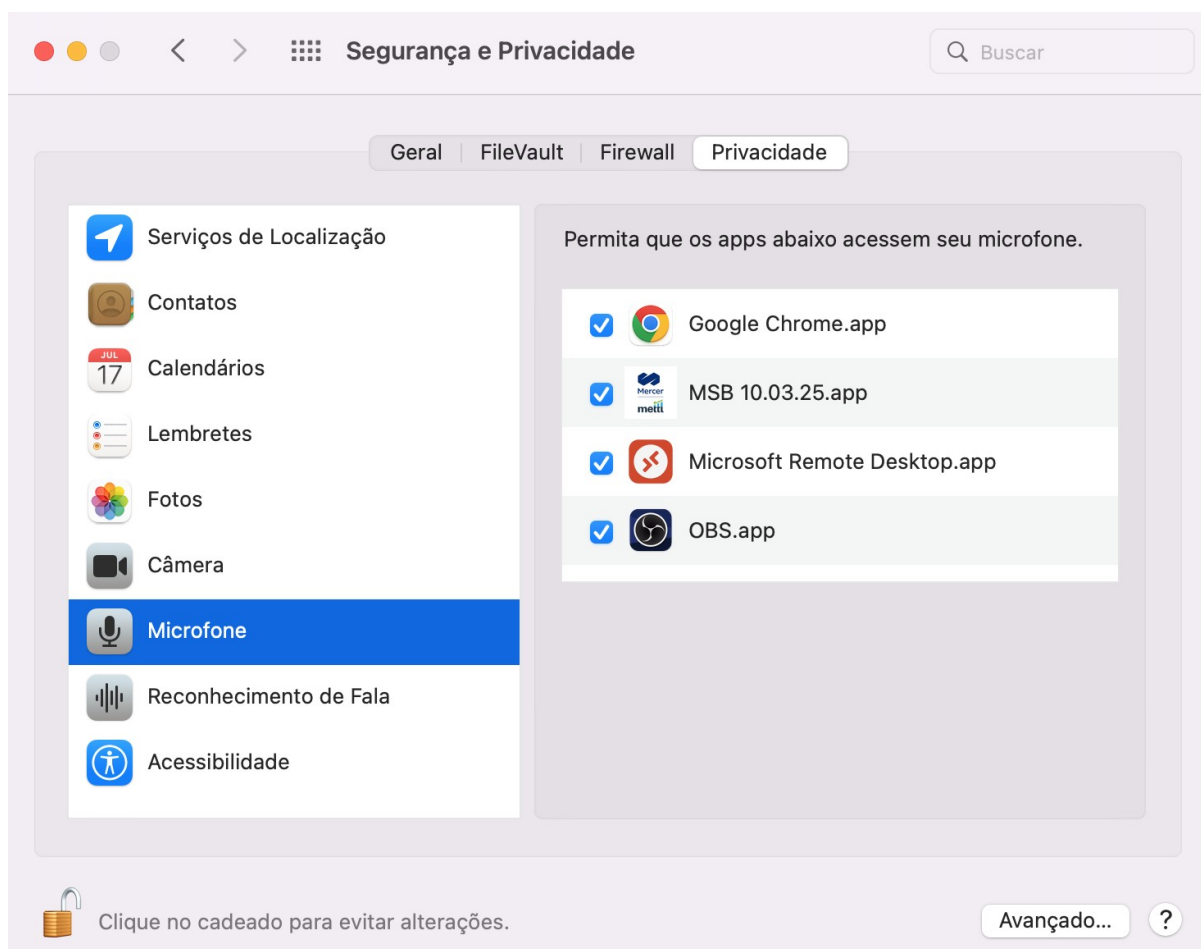 Segurança e Privacidade
Buscar
Geral
FileVault
Firewall
Privacidade
Serviços de Localização
Contatos
JUL
17
Calendários
Lembretes
Fotos
Câmera
Microfone
Reconhecimento de Fala
Acessibilidade
Permita que os apps abaixo acessem seu microfone.
Google Chrome.app
Mercer
mettl
MSB 10.03.25.app
Microsoft Remote Desktop.app
OBS.app
Clique no cadeado para evitar alterações.
Avançado...
?